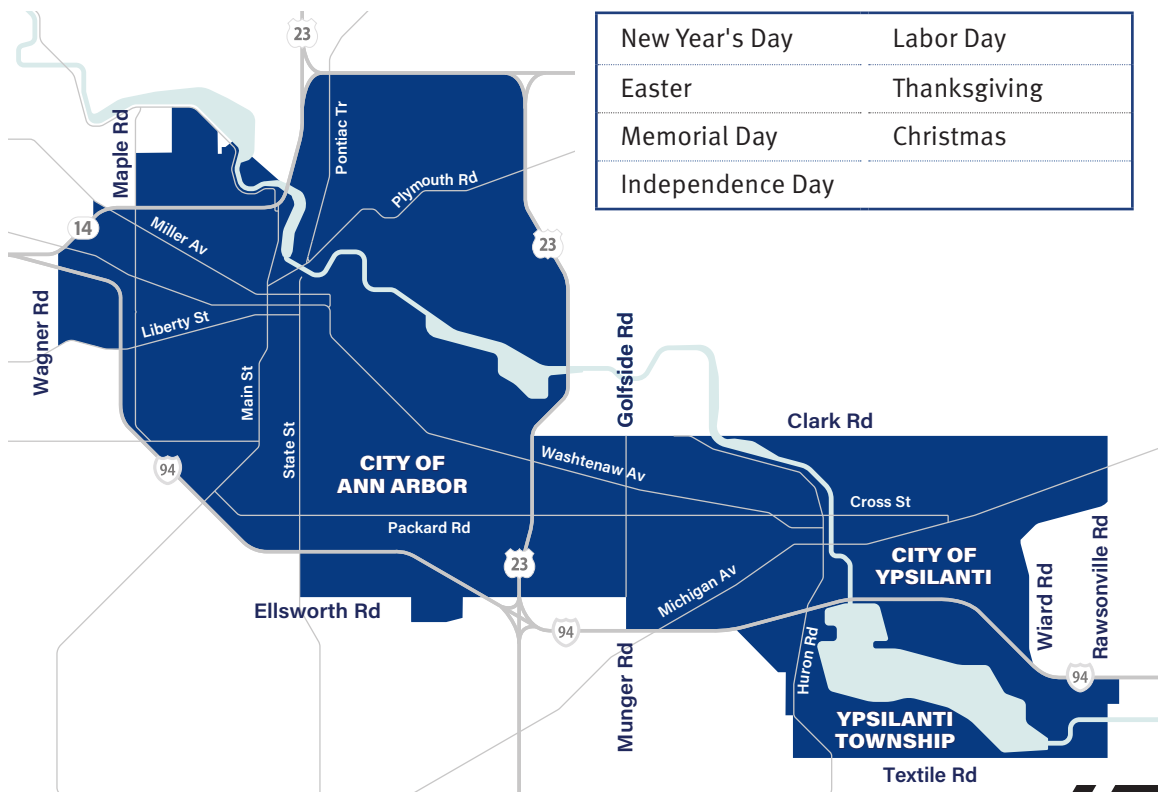 New Year's Day
Labor Day
Easter
Thanksgiving
Memorial Day
Christmas
Independence Day
23
Pontiac Tr
Maple Rd
Plymouth Rd
14
Miller Av
23
Wagner Rd
Liberty St
Golfside Rd
Main St
State St
Clark Rd
94
CITY OF
ANN ARBOR
Washtenaw Av
Cross St
Packard Rd
23
CITY OF
YPSILANTI
Michigan Av
Ellsworth Rd
94
Wiard Rd
Rawsonville Rd
Munger Rd
Huron Rd
94
YPSILANTI
TOWNSHIP
Textile Rd